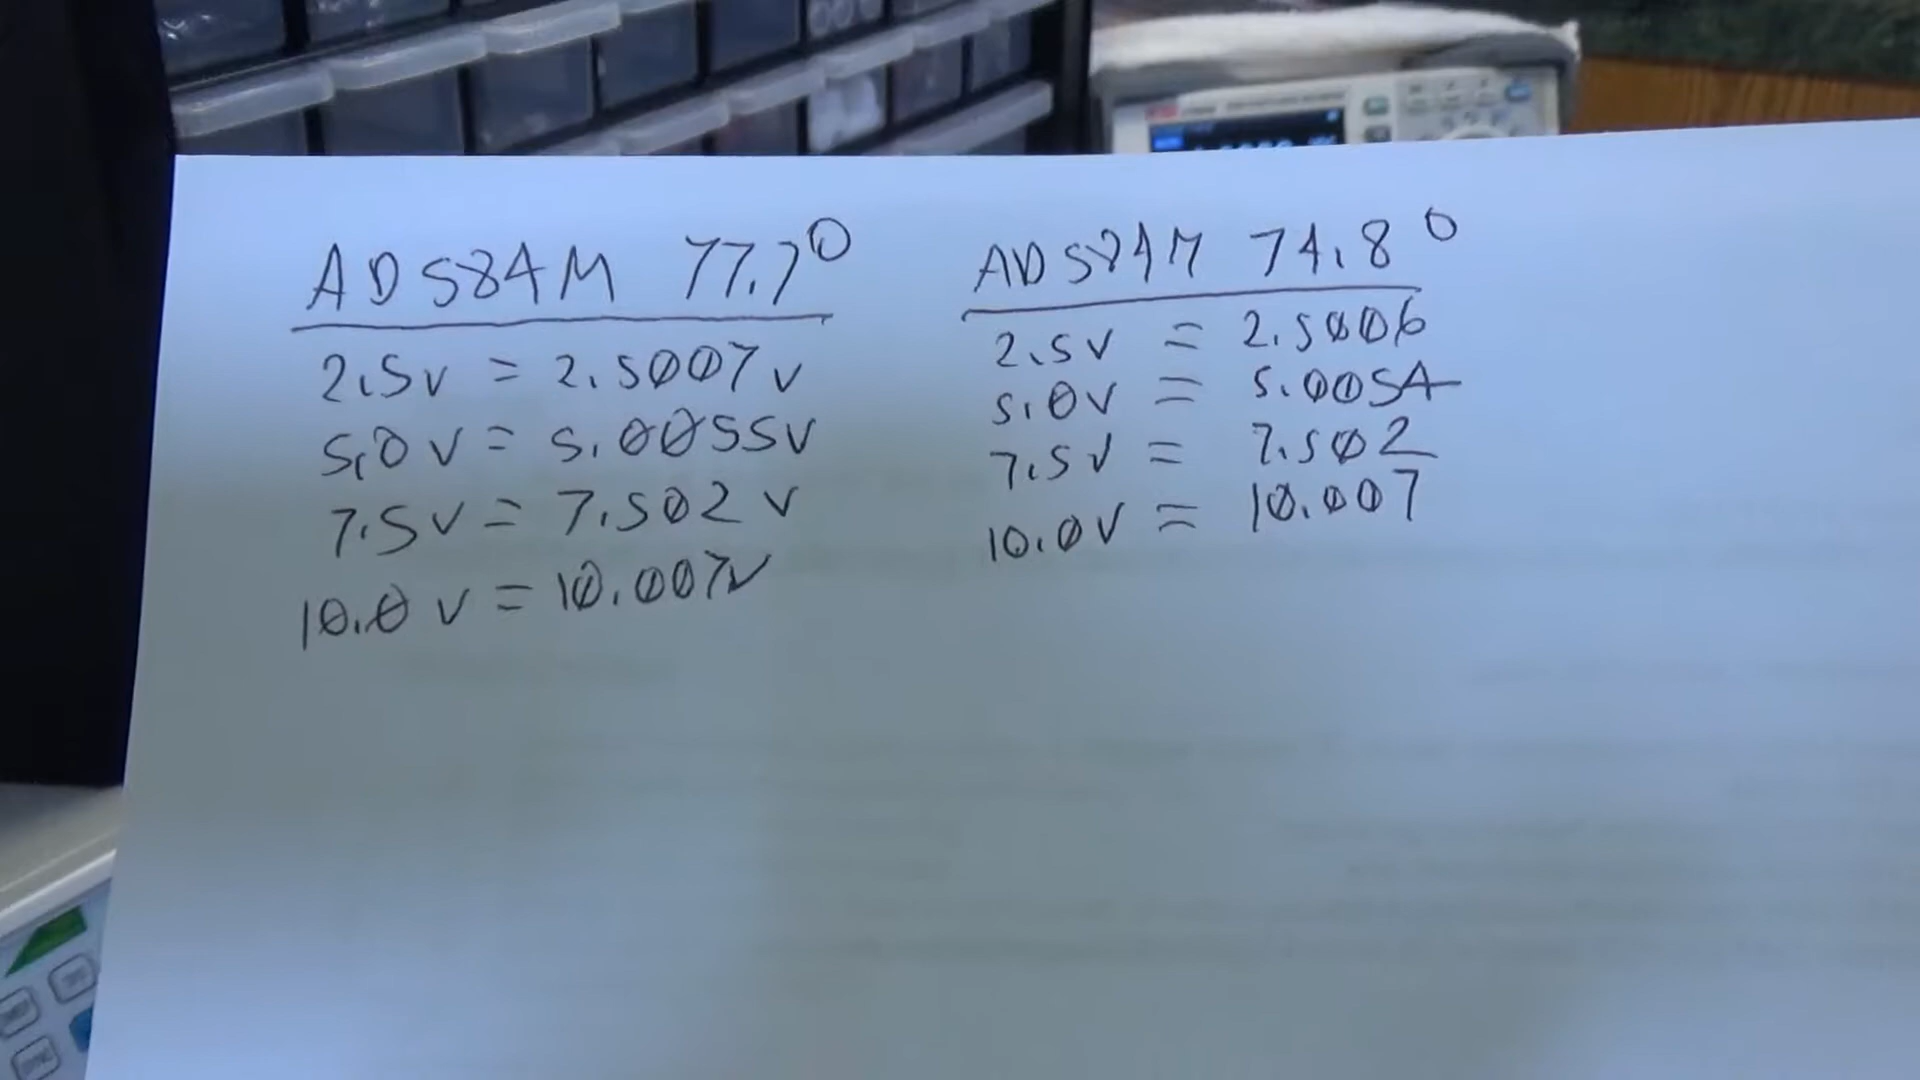 AD584M 77.7°
2.5v = 2.5007v
5.0v = 5.0055v
7.5v = 7.502v
10.0v = 10.007v
AD584M 74.8°
2.5v = 2.5006
5.0v = 5.0054
7.5v = 7.502
10.0v = 10.007